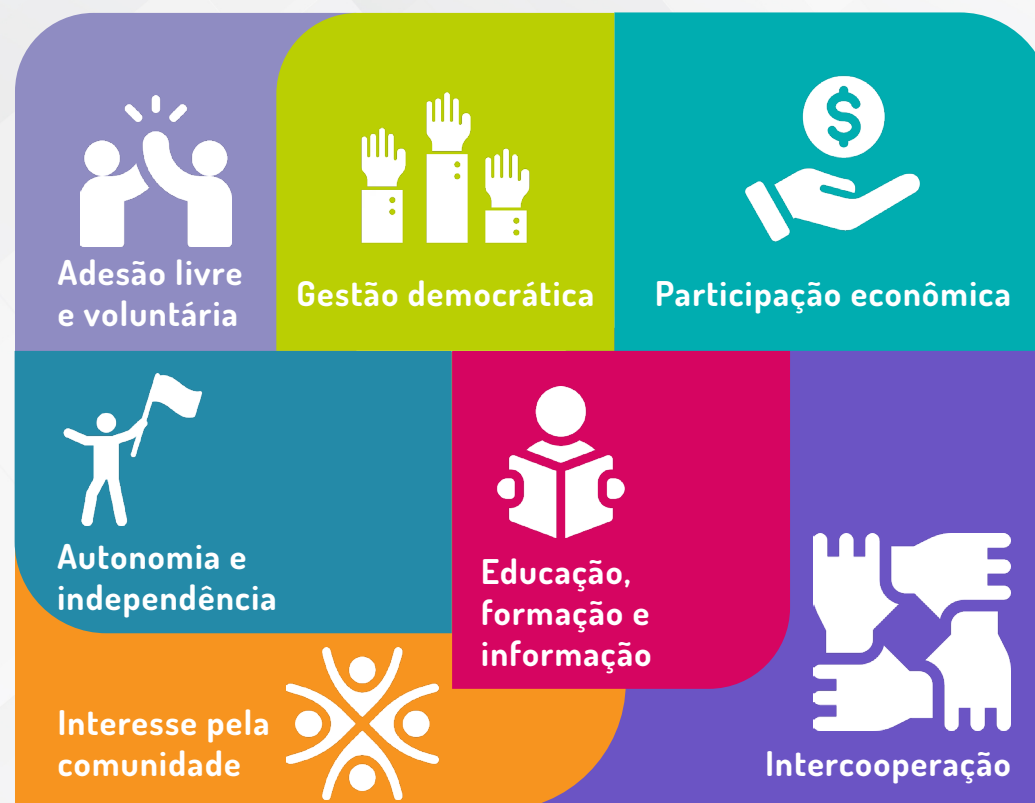 Adesão livre
e voluntária
Gestão democrática
Participação econômica
Autonomia e
independência
Educação,
formação e
informação
Interesse pela
comunidade
Intercooperação